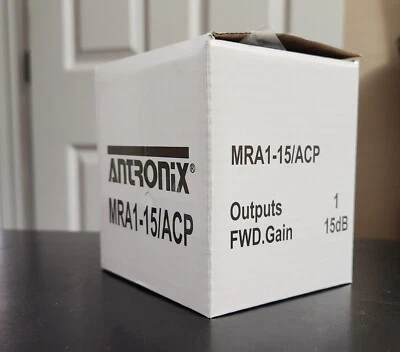 ANTRONIX®
MRA1-15/ACP
MRA1-15/ACP
Outputs 1
FWD.Gain 15dB